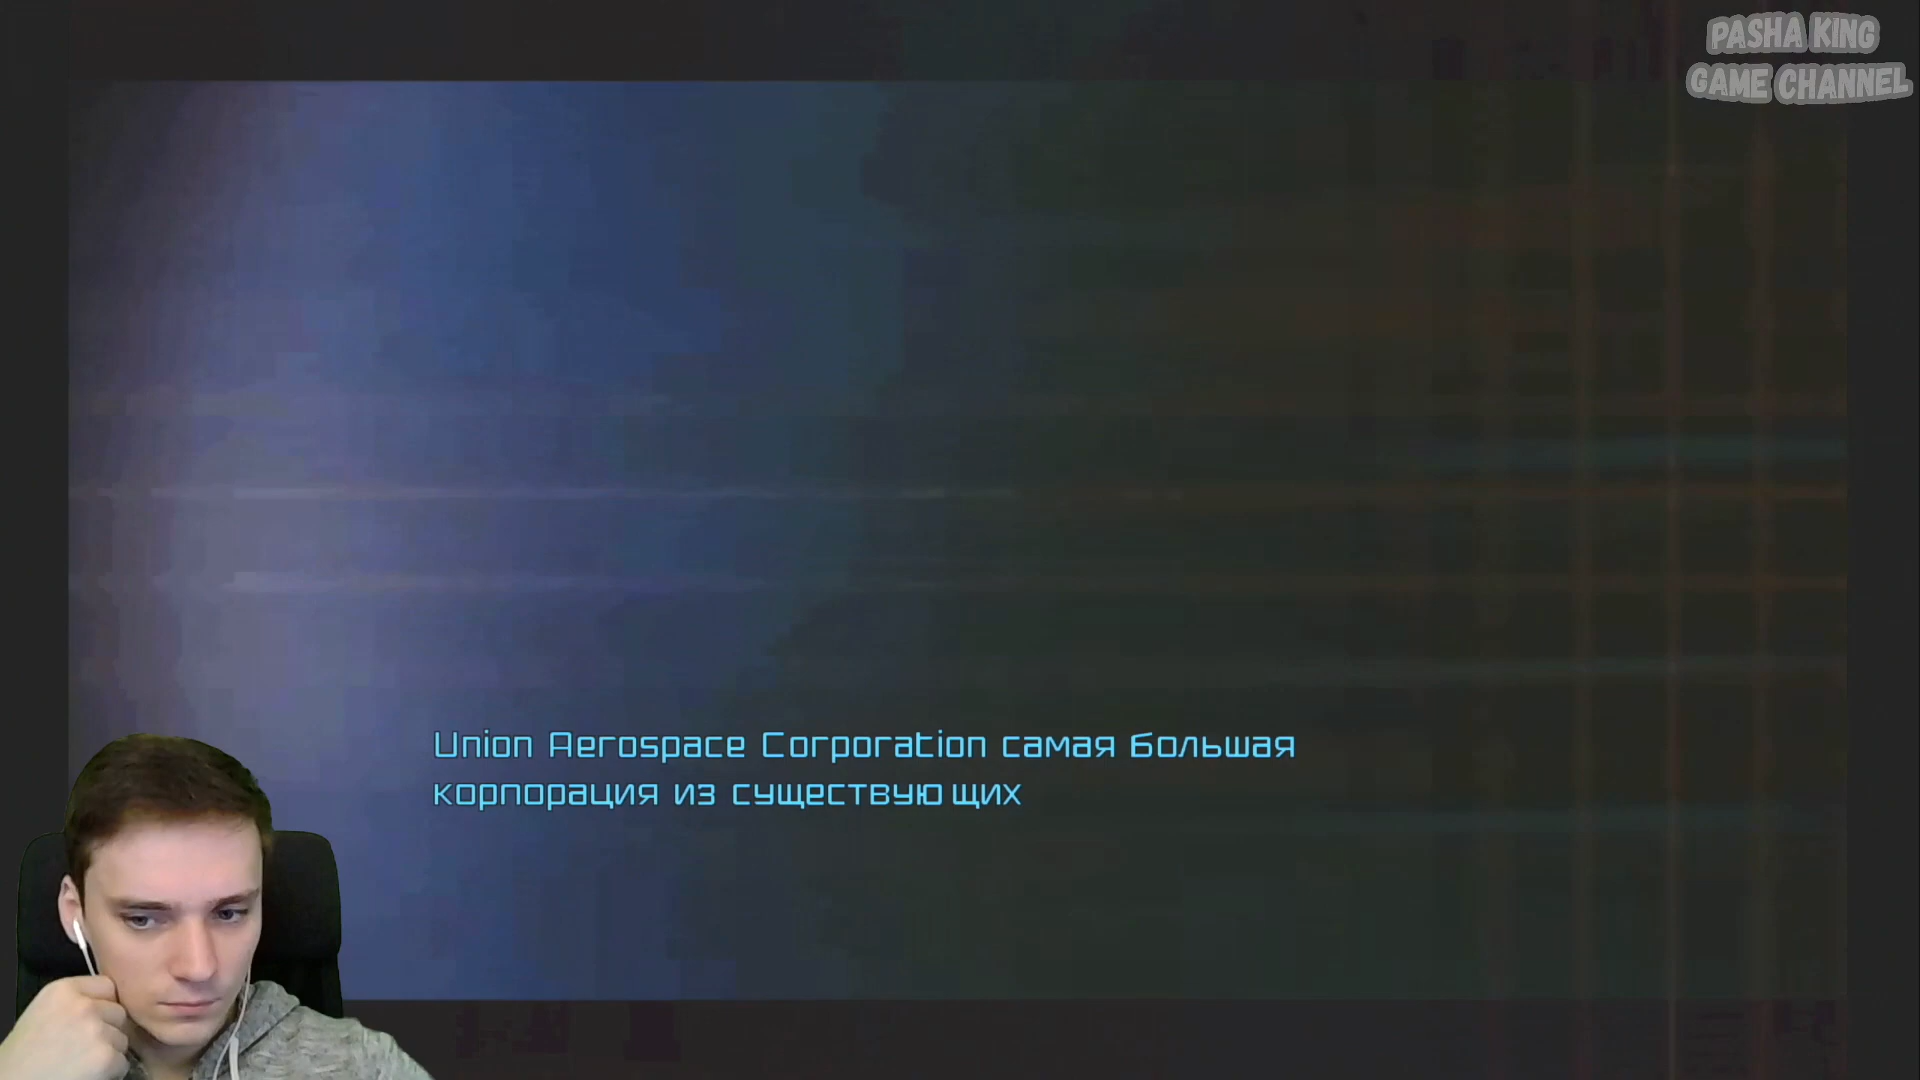 PASHA KING
GAME CHANNEL
Union Aerospace Corporation самая большая
корпорация из существующих